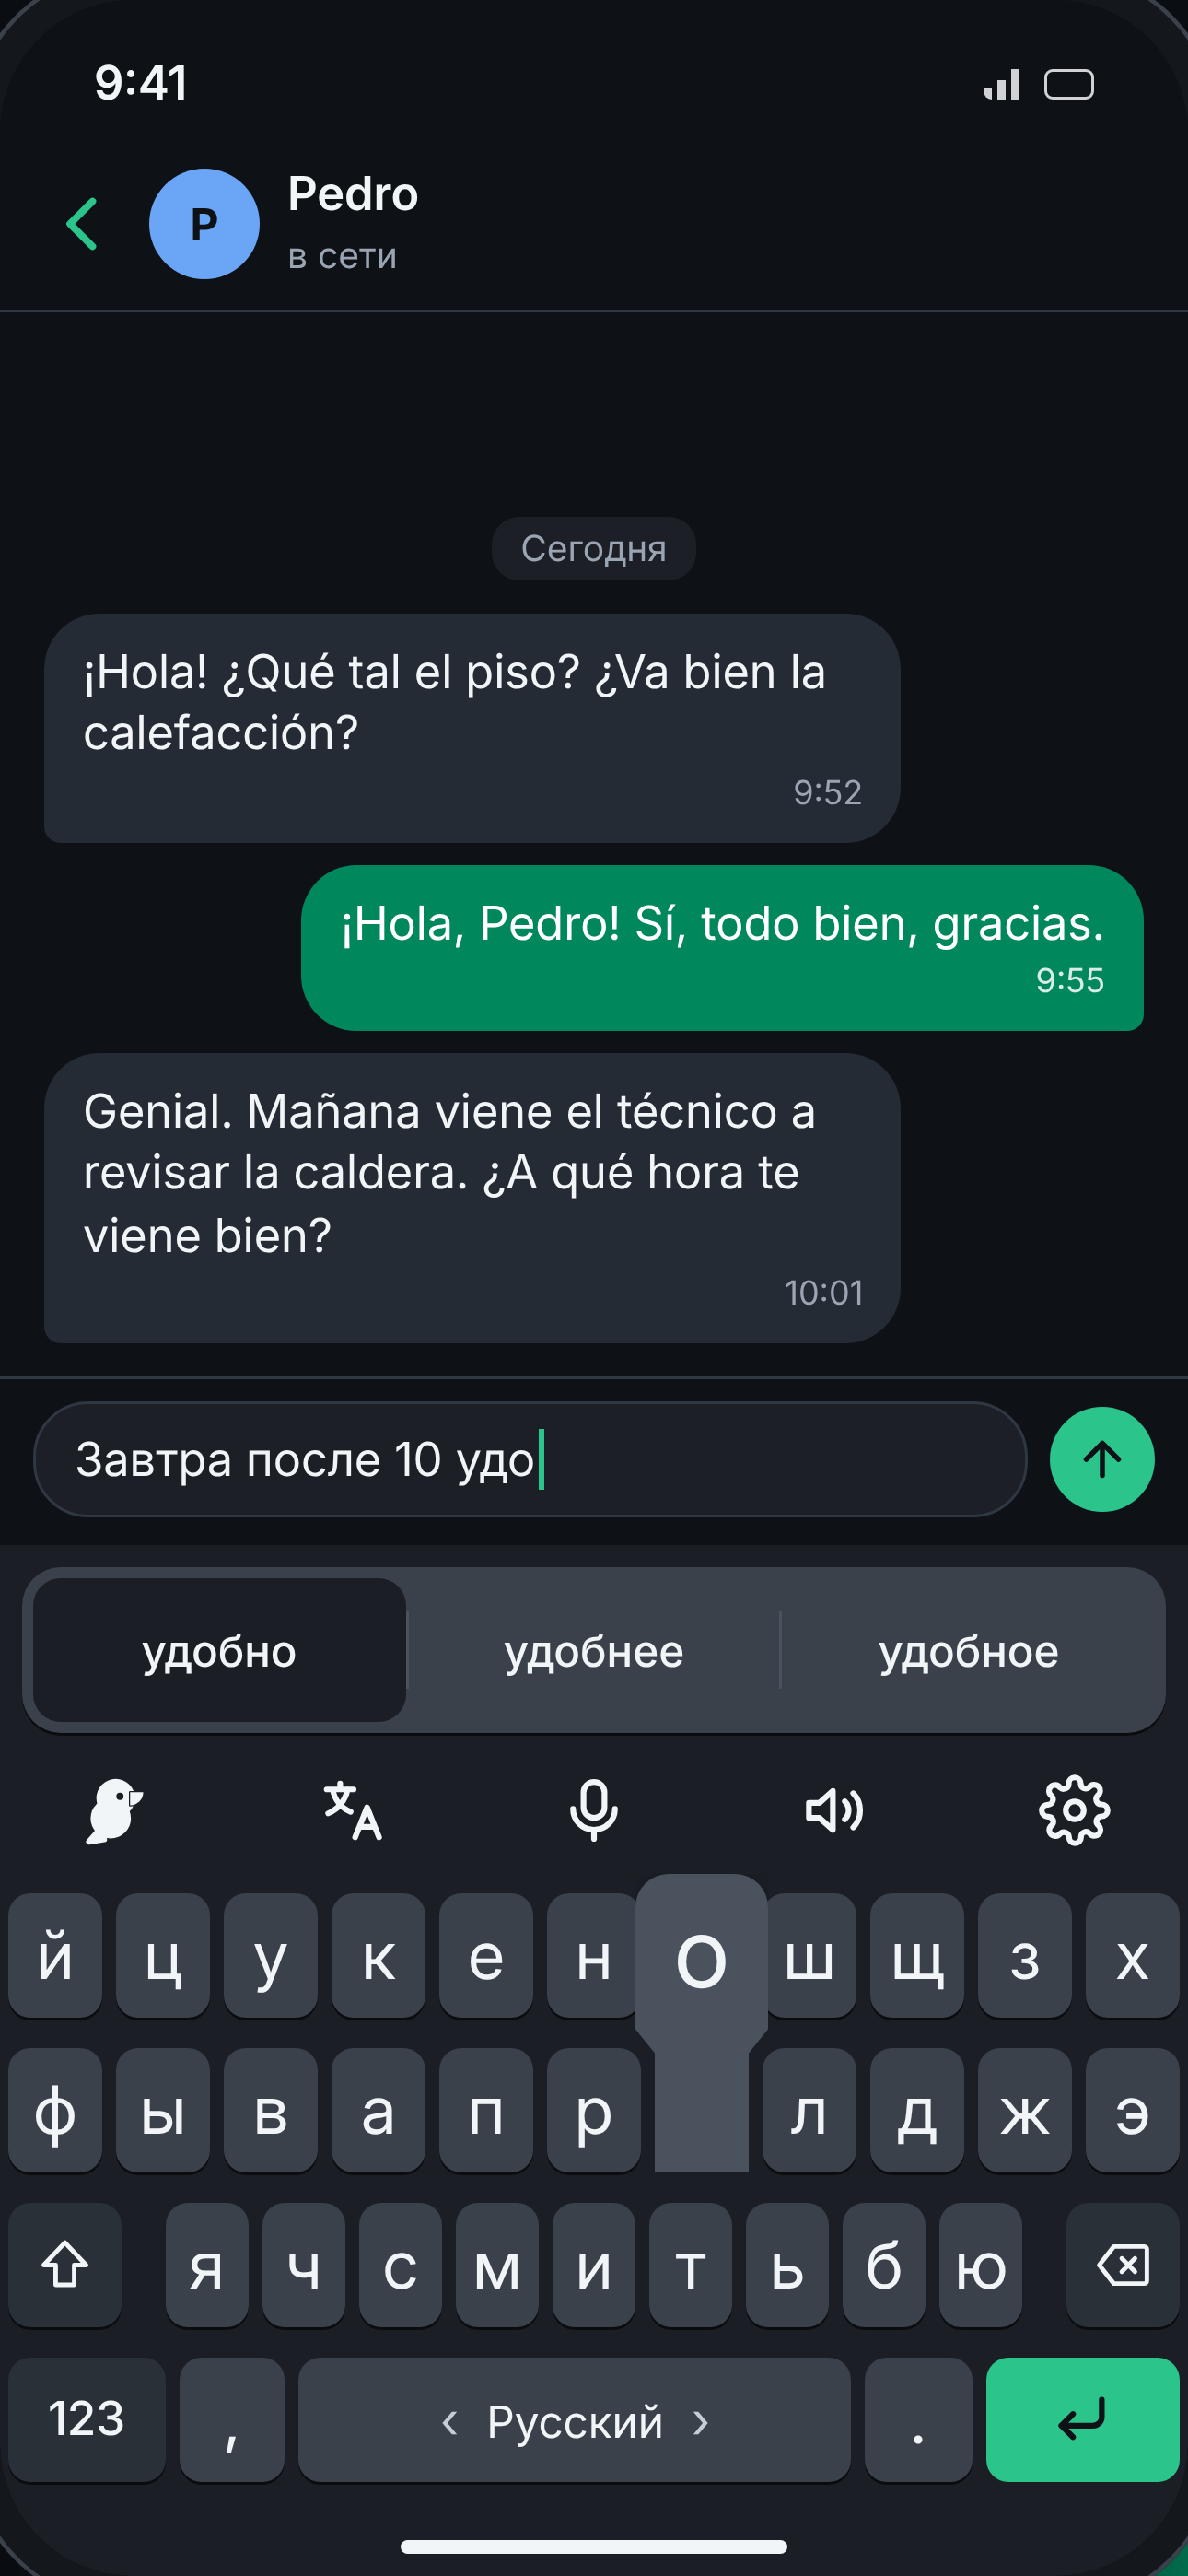 9:41
P
Pedro
в сети
Сегодня
¡Hola! ¿Qué tal el piso? ¿Va bien la
calefacción?
9:52
¡Hola, Pedro! Sí, todo bien, gracias.
9:55
Genial. Mañana viene el técnico a
revisar la caldera. ¿A qué hora te
viene bien?
10:01
Завтра после 10 удо
удобно удобнее удобное
й ц у к е н о ш щ з х
ф ы в а п р л д ж э
я ч с м и т ь б ю
123 , ‹ Русский › .